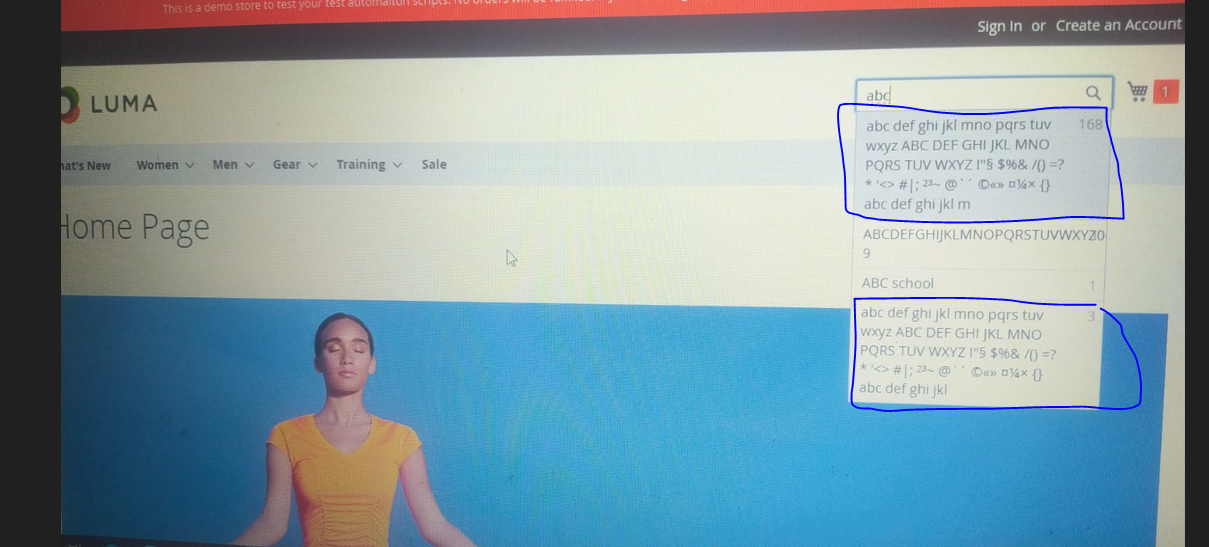 This is a demo store to test your test automaiton scripts. No orders will be
Sign In or Create an Account
LUMA
abc
1
at's New Women Men Gear Training Sale
abc def ghi jkl mno pqrs tuv 168
wxyz ABC DEF GHI JKL MNO
PQRS TUV WXYZ !"§ $%& /() =?
* '<> #|; ²³~ @`´ ©«» ¤¼× {}
abc def ghi jkl m
Home Page
ABCDEFGHIJKLMNOPQRSTUVWXYZ0
9
ABC school 1
abc def ghi jkl mno pqrs tuv 3
wxyz ABC DEF GHI JKL MNO
PQRS TUV WXYZ !"§ $%& /() =?
* '<> #|; ²³~ @`´ ©«» ¤¼× {}
abc def ghi jkl